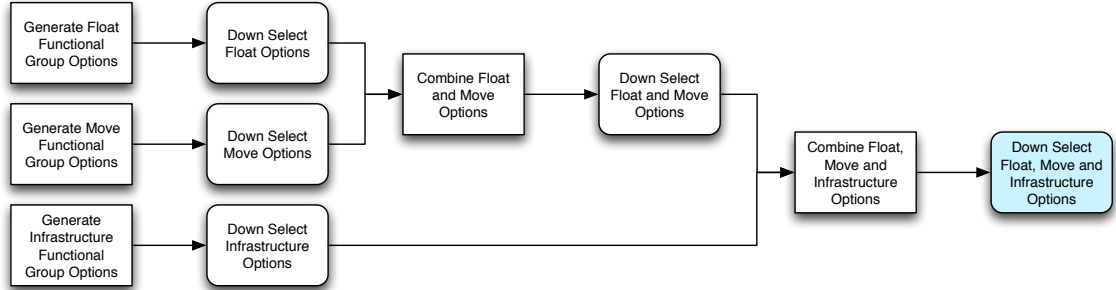 Generate Float
Functional
Group Options
Down Select
Float Options
Generate Move
Functional
Group Options
Down Select
Move Options
Generate
Infrastructure
Functional
Group Options
Down Select
Infrastructure
Options
Combine Float
and Move
Options
Down Select
Float and Move
Options
Combine Float,
Move and
Infrastructure
Options
Down Select
Float, Move and
Infrastructure
Options